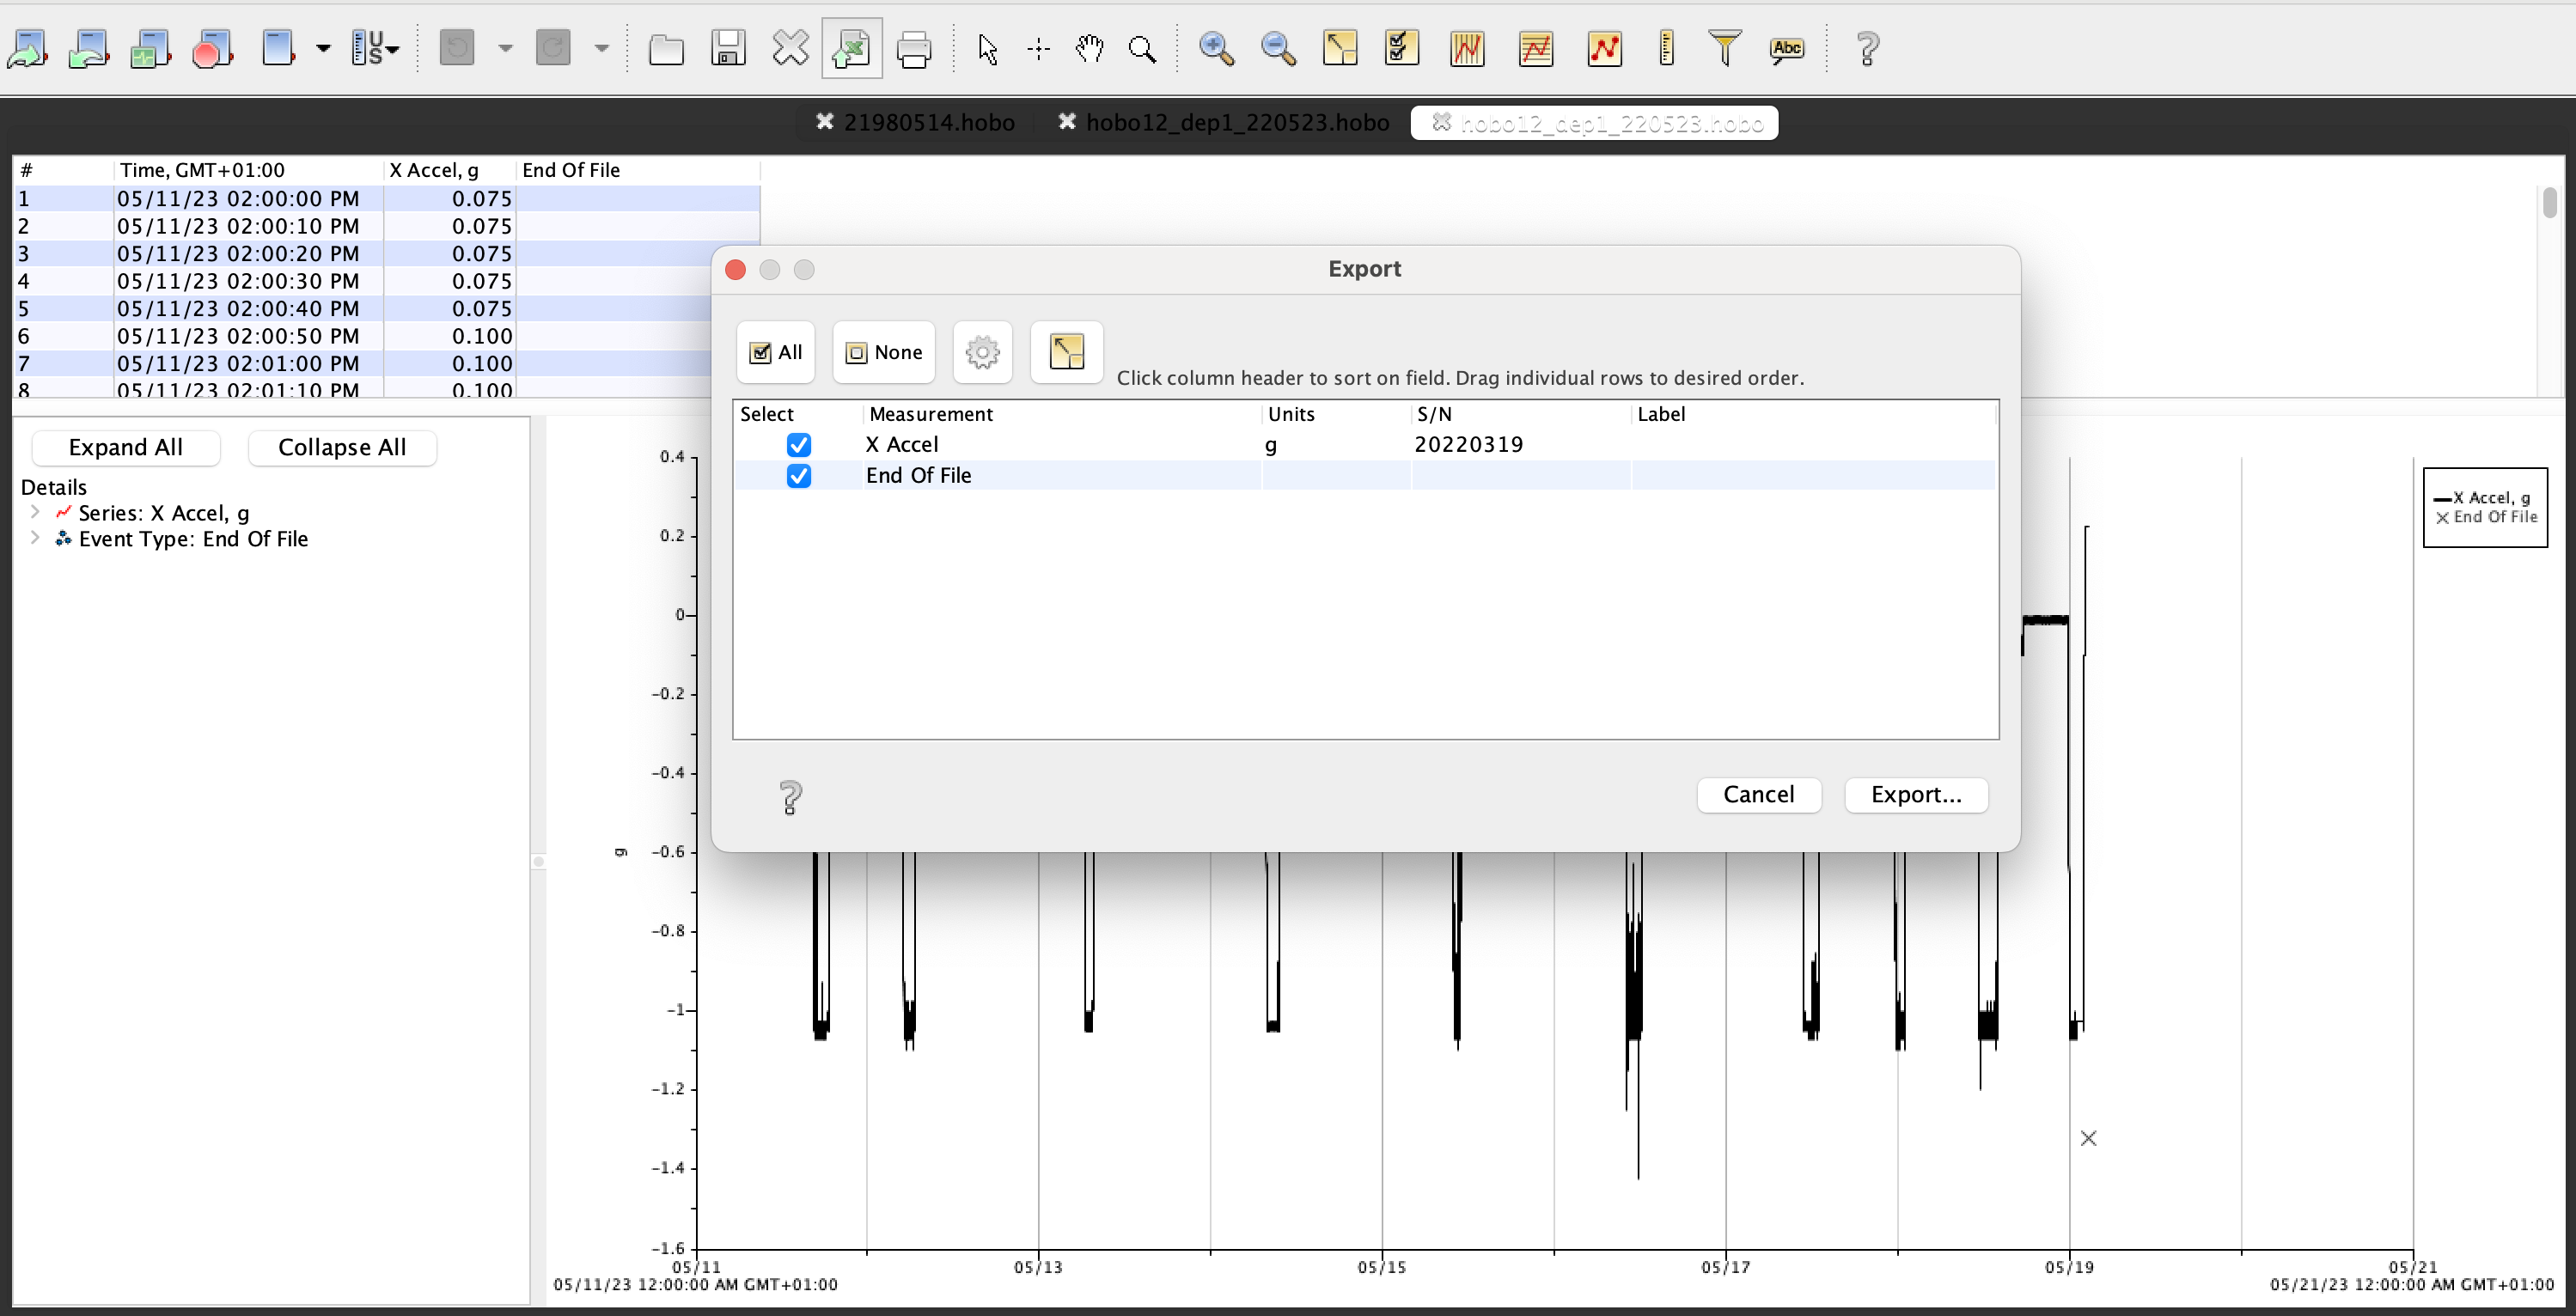 US
Abc
21980514.hobo hobo12_dep1_220523.hobo hobo12_dep1_220523.hobo
# Time, GMT+01:00 X Accel, g End Of File
1 05/11/23 02:00:00 PM 0.075
2 05/11/23 02:00:10 PM 0.075
3 05/11/23 02:00:20 PM 0.075
4 05/11/23 02:00:30 PM 0.075
5 05/11/23 02:00:40 PM 0.075
6 05/11/23 02:00:50 PM 0.100
7 05/11/23 02:01:00 PM 0.100
8 05/11/23 02:01:10 PM 0.100
Export
All None
Click column header to sort on field. Drag individual rows to desired order.
Select Measurement Units S/N Label
X Accel g 20220319
End Of File
Cancel Export...
Expand All Collapse All
Details
Series: X Accel, g
Event Type: End Of File
X Accel, g
End Of File
0.4
0.2
0
-0.2
-0.4
-0.6
-0.8
-1
-1.2
-1.4
-1.6
g
05/11 05/13 05/15 05/17 05/19 05/21
05/11/23 12:00:00 AM GMT+01:00 05/21/23 12:00:00 AM GMT+01:00